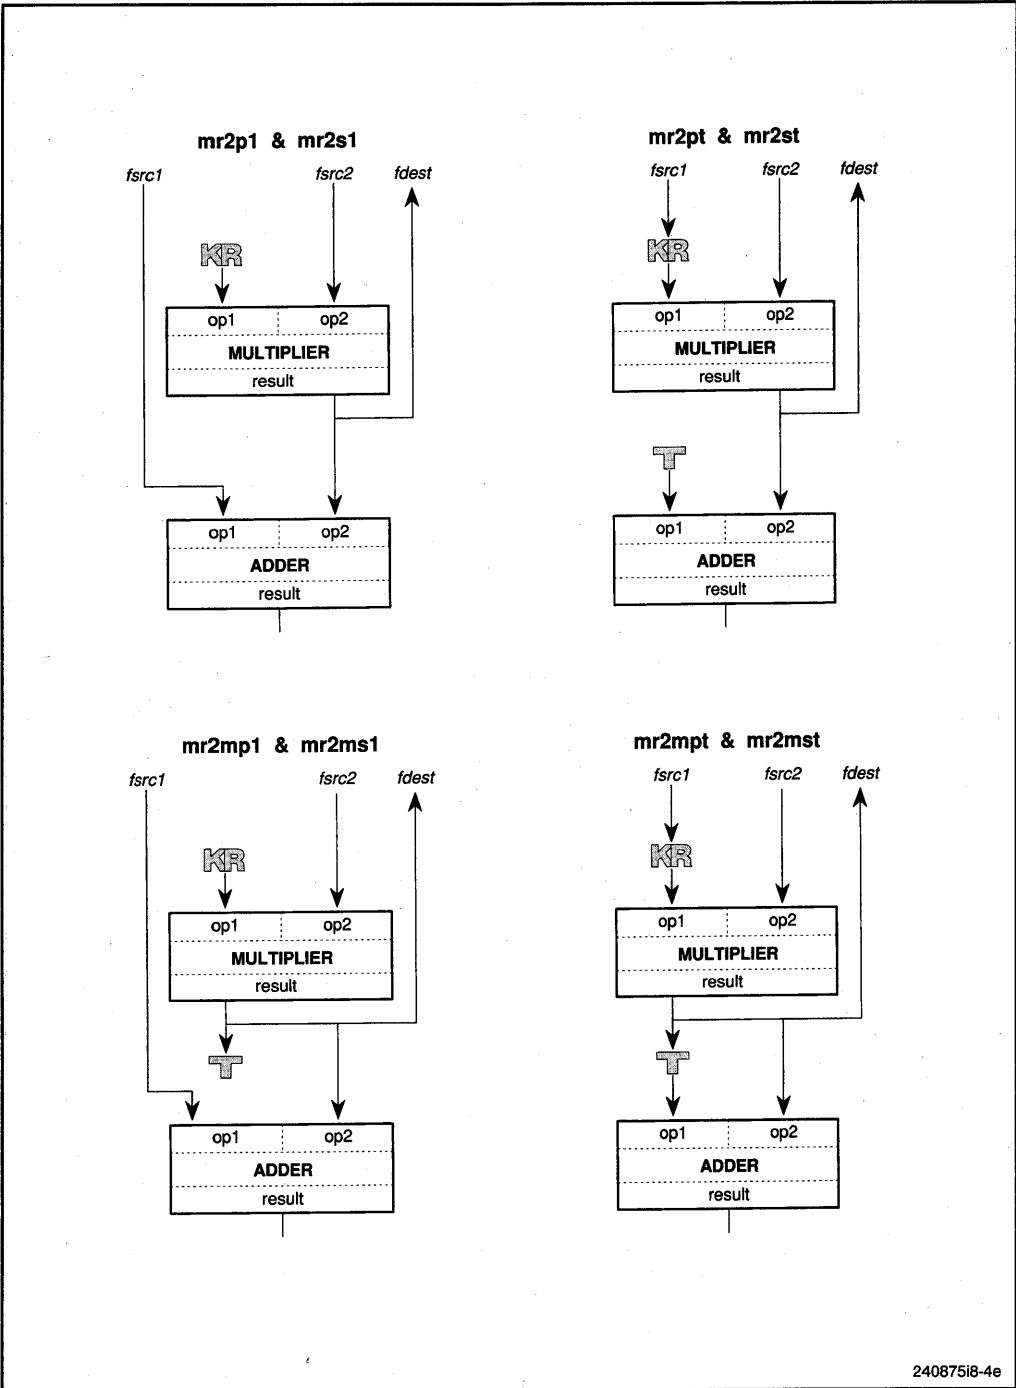 mr2p1 & mr2s1
fsrc1 fsrc2 fdest
KR
op1 op2
MULTIPLIER
result
op1 op2
ADDER
result
mr2pt & mr2st
fsrc1 fsrc2 fdest
KR
op1 op2
MULTIPLIER
result
T
op1 op2
ADDER
result
mr2mp1 & mr2ms1
fsrc1 fsrc2 fdest
KR
op1 op2
MULTIPLIER
result
T
op1 op2
ADDER
result
mr2mpt & mr2mst
fsrc1 fsrc2 fdest
KR
op1 op2
MULTIPLIER
result
T
op1 op2
ADDER
result
240875i8-4e